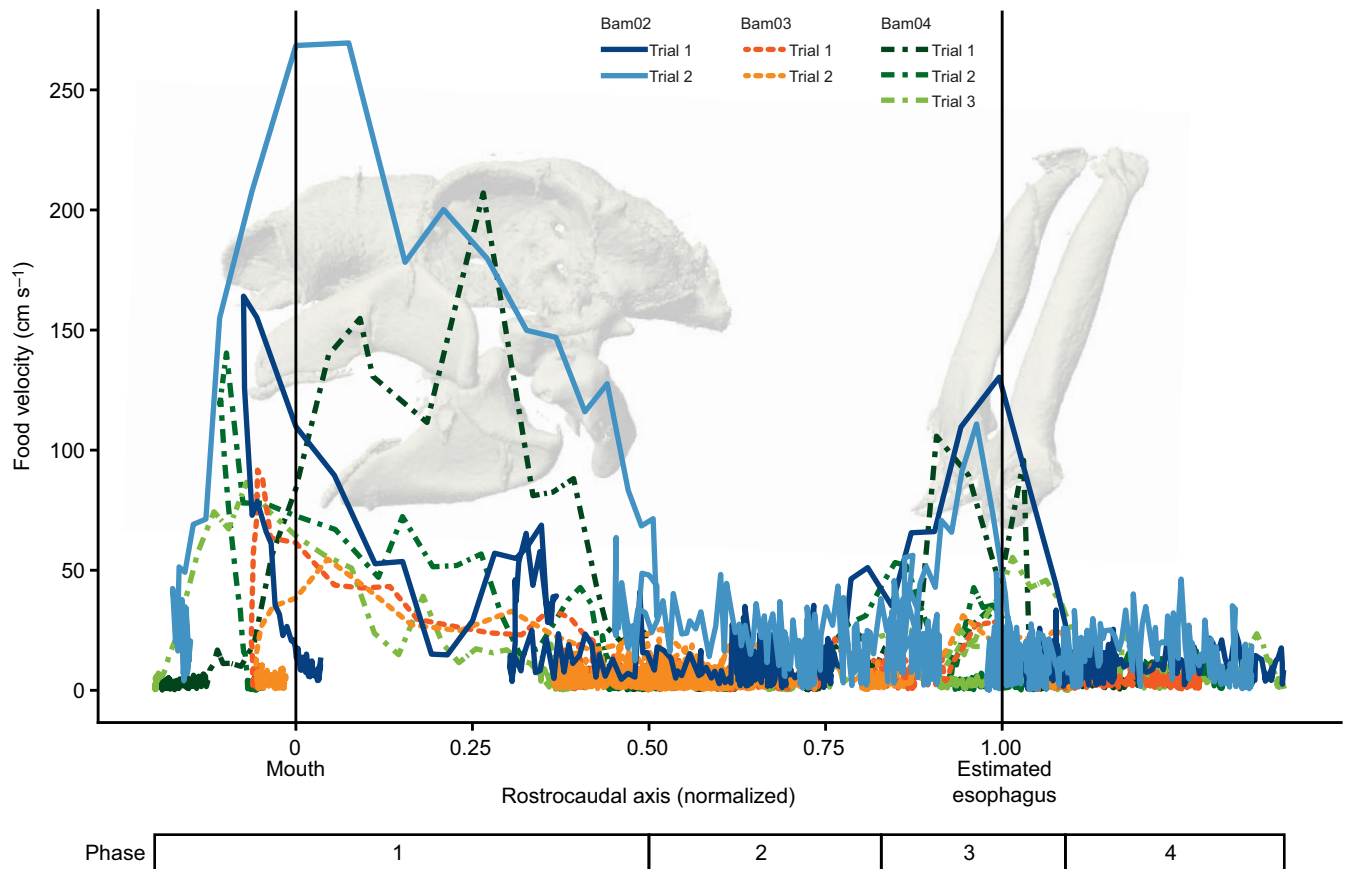 Bam02 Bam03 Bam04
Trial 1 Trial 1 Trial 1
Trial 2 Trial 2 Trial 2
Trial 3
250
200
150
100
50
0
Food velocity (cm s⁻¹)
0 0.25 0.50 0.75 1.00
Mouth Estimated
esophagus
Rostrocaudal axis (normalized)
Phase 1 2 3 4